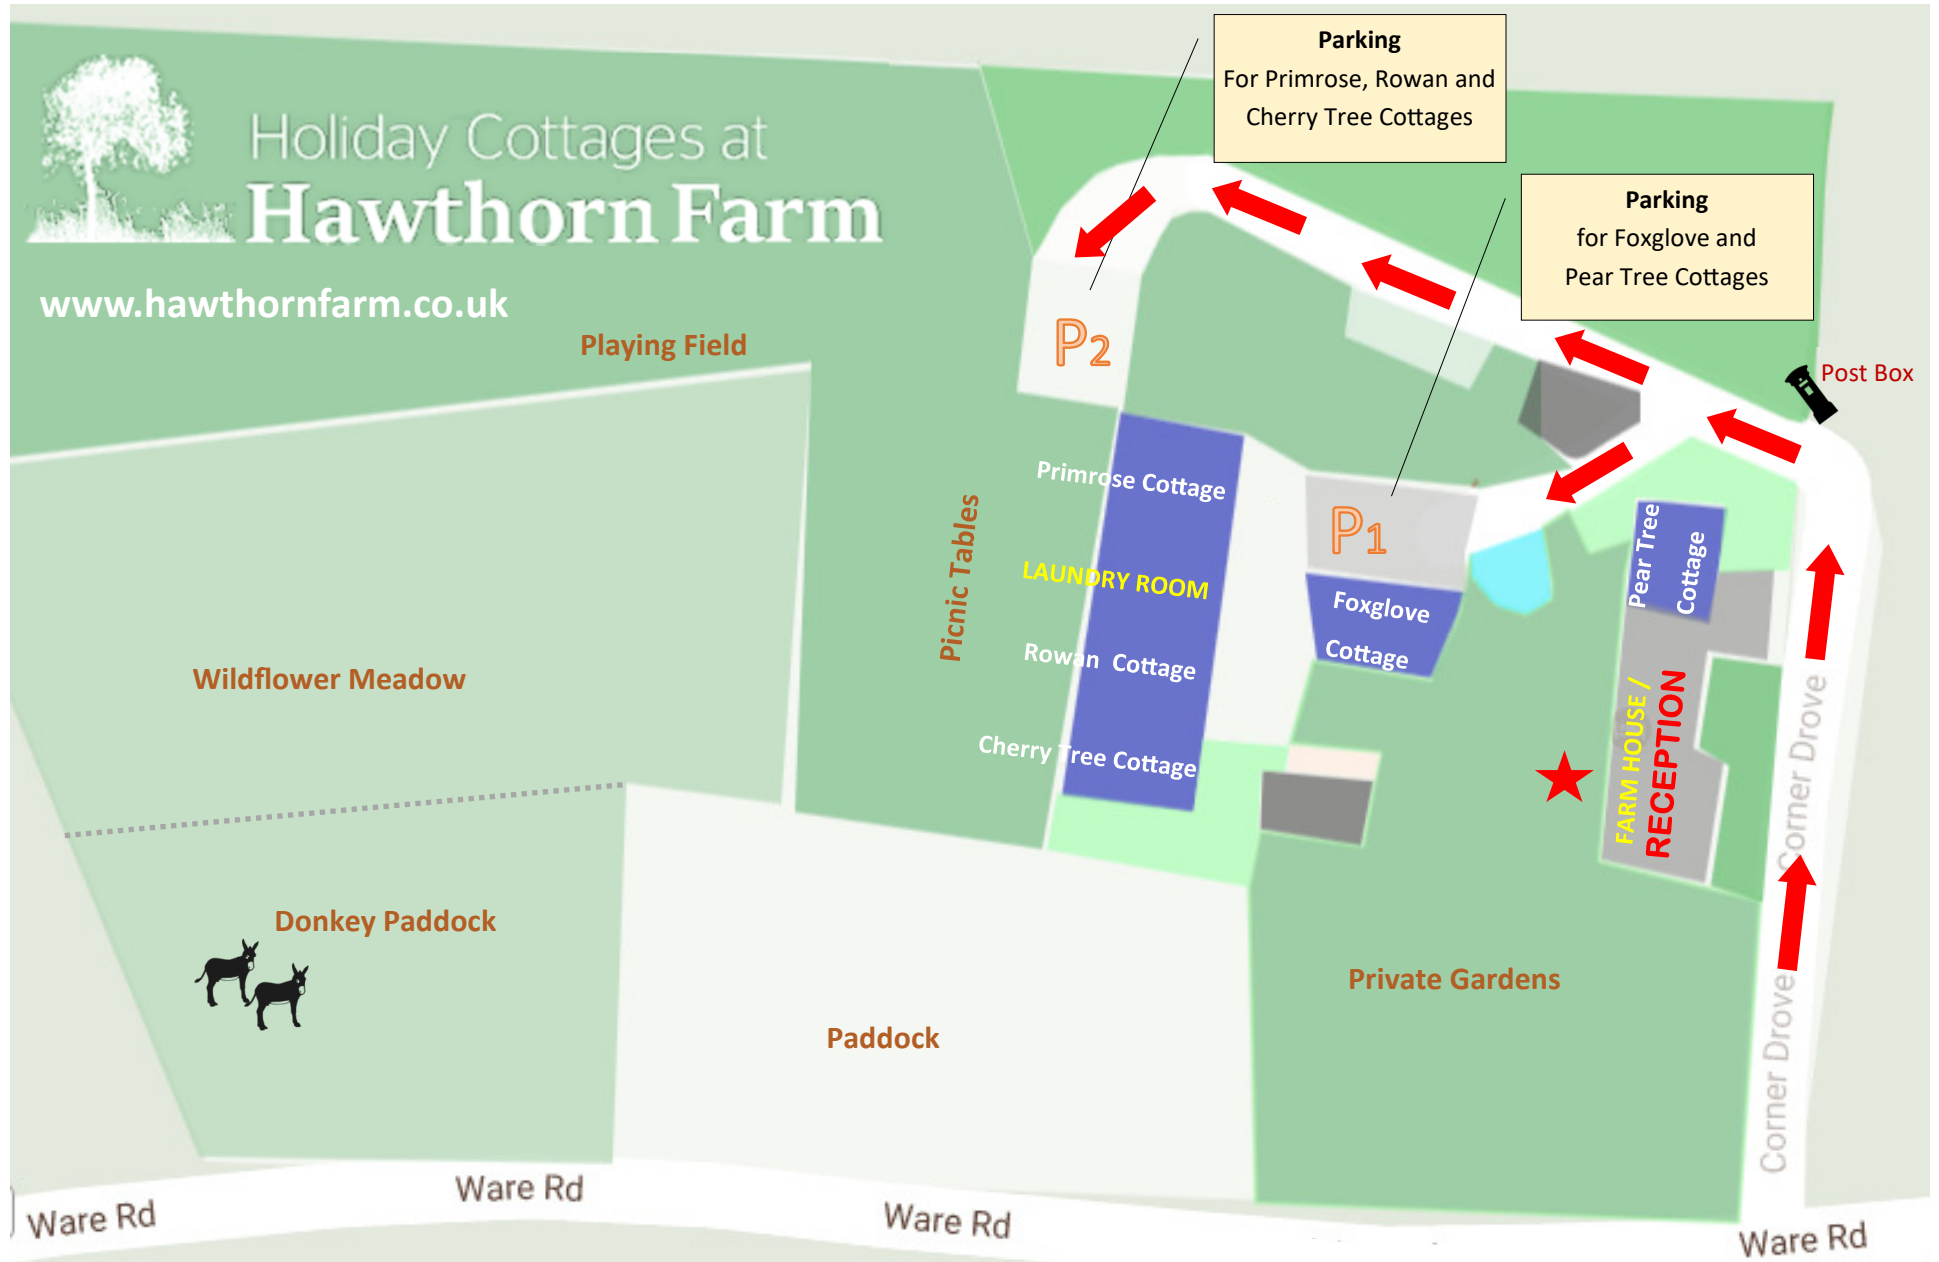 Holiday Cottages at
Hawthorn Farm
www.hawthornfarm.co.uk
Parking
For Primrose, Rowan and
Cherry Tree Cottages
Parking
for Foxglove and
Pear Tree Cottages
Post Box
Playing Field
P2
P1
Primrose Cottage
LAUNDRY ROOM
Rowan Cottage
Cherry Tree Cottage
Picnic Tables
Foxglove
Cottage
Pear Tree
Cottage
FARM HOUSE /
RECEPTION
Wildflower Meadow
Donkey Paddock
Paddock
Private Gardens
Corner Drove
Corner Drove
Ware Rd
Ware Rd
Ware Rd
Ware Rd